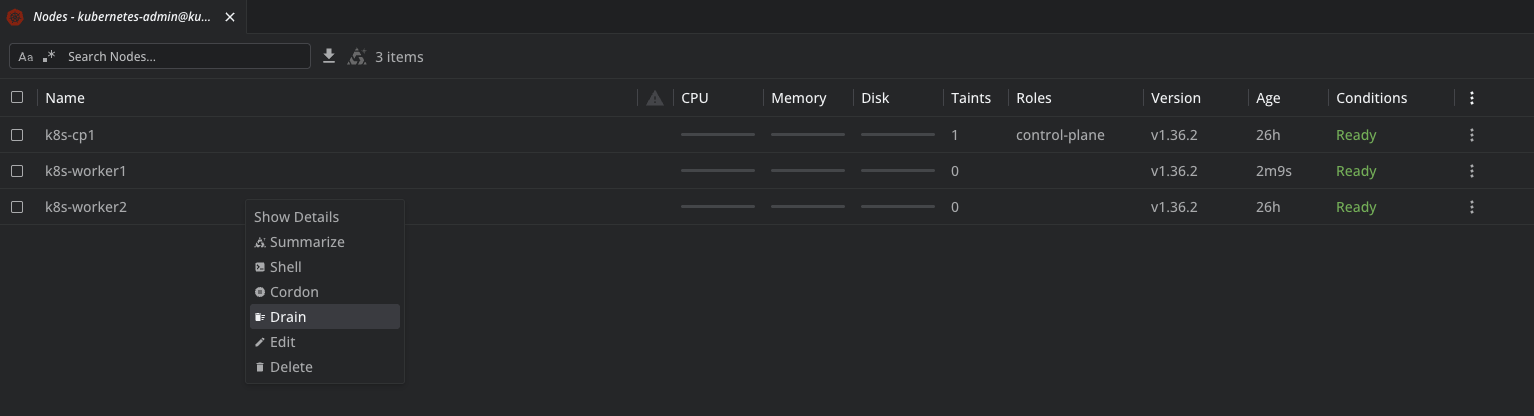 Nodes - kubernetes-admin@ku...
Aa .* Search Nodes... 3 items
Name CPU Memory Disk Taints Roles Version Age Conditions
k8s-cp1 1 control-plane v1.36.2 26h Ready
k8s-worker1 0 v1.36.2 2m9s Ready
k8s-worker2 0 v1.36.2 26h Ready
Show Details
Summarize
Shell
Cordon
Drain
Edit
Delete